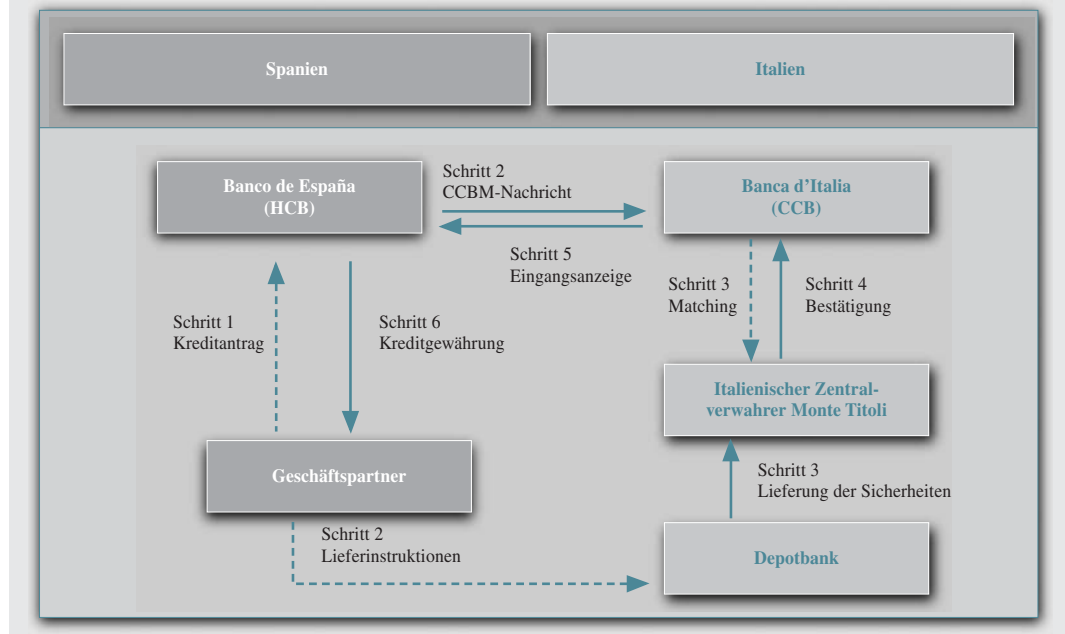 Spanien
Italien
Banco de España
(HCB)
Schritt 2
CCBM-Nachricht
Banca d’Italia
(CCB)
Schritt 5
Eingangsanzeige
Schritt 1
Kreditantrag
Schritt 6
Kreditgewährung
Schritt 3
Matching
Schritt 4
Bestätigung
Italienischer Zentral-
verwahrer Monte Titoli
Geschäftspartner
Schritt 3
Lieferung der Sicherheiten
Schritt 2
Lieferinstruktionen
Depotbank